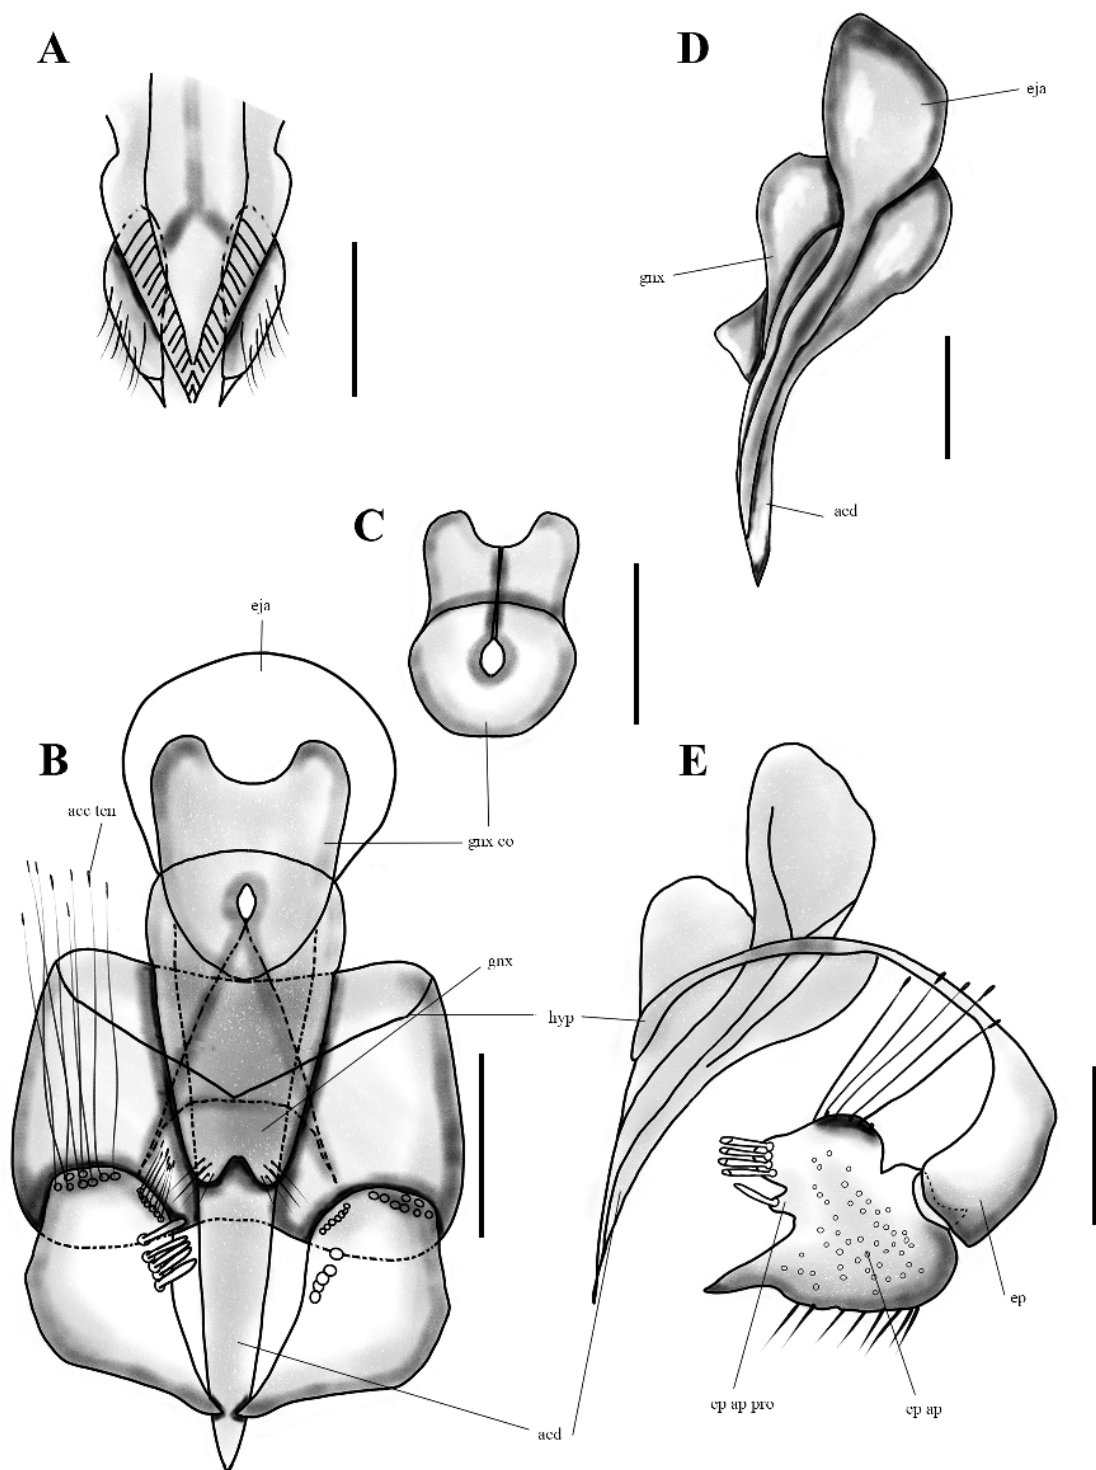 A
D
eja
gnx
acd
C
eja
B
E
acc ten
gnx co
gnx
hyp
ep
ep ap pro
ep ap
acd